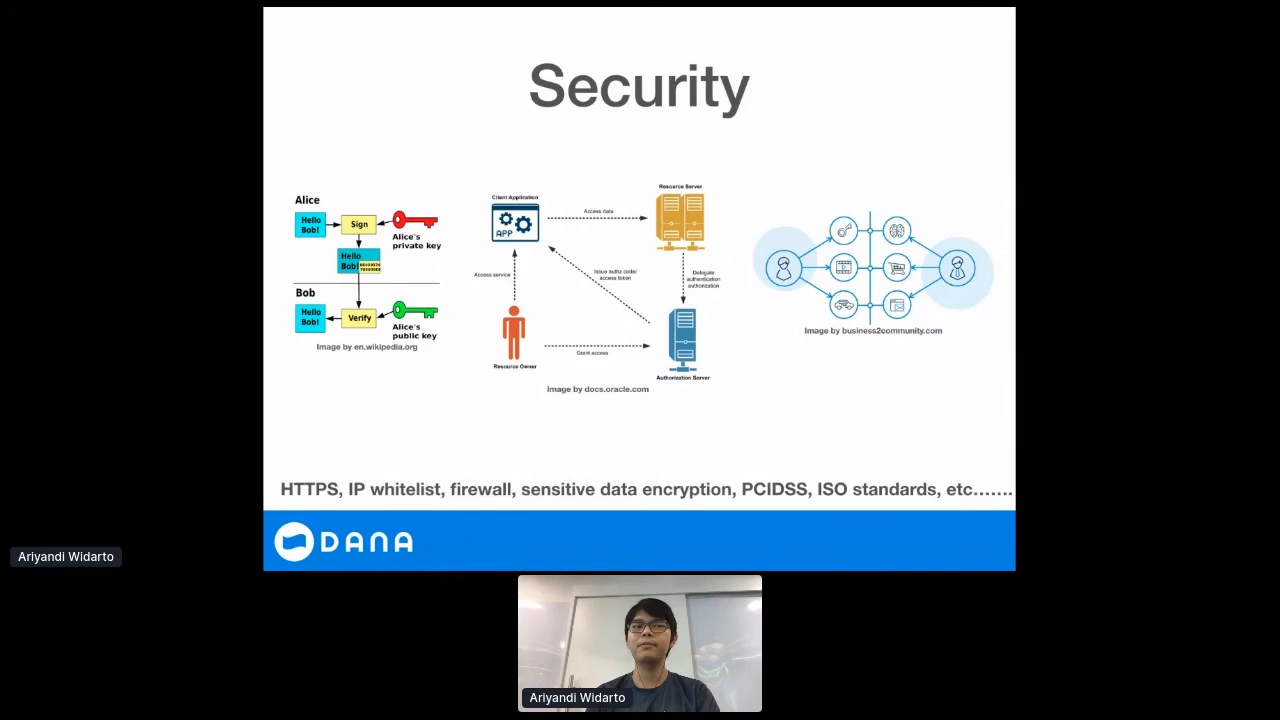 Security
Alice
Hello
Bob!
Sign
Alice's
private key
Hello
Bob!
Bob
Hello
Bob!
Verify
Alice's
public key
Image by en.wikipedia.org
Client Application
APP
Access data
Resource Server
Access service
Issue authz code/
access token
Delegate
authentication
authorization
Resource Owner
Grant access
Authorization Server
Image by docs.oracle.com
Image by business2community.com
HTTPS, IP whitelist, firewall, sensitive data encryption, PCIDSS, ISO standards, etc.......
DANA
Ariyandi Widarto
Ariyandi Widarto